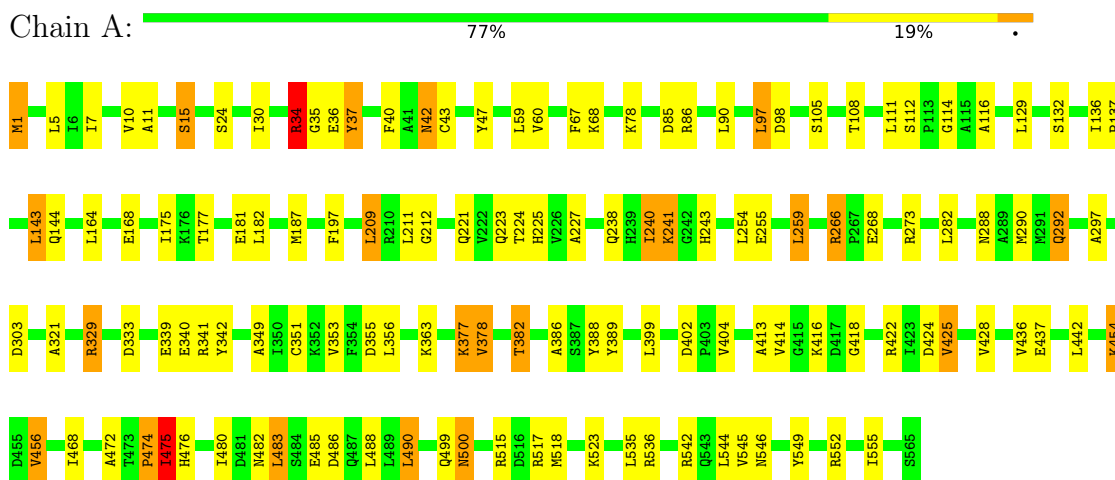 Chain A:
77% 19% •
M1 L5 I6 I7 V10 A11 S15 S24 I30 R34 G35 E36 Y37 F40 A41 N42 C43 Y47 L59 V60 F67 K68 K78 D85 R86 L90 L97 D98 S105 T108 L111 S112 P113 G114 A115 A116 L129 S132 I136
L143 Q144 L164 E168 I175 K176 T177 E181 L182 M187 F197 L209 R210 L211 G212 Q221 V222 Q223 T224 H225 V226 A227 Q238 H239 I240 K241 G242 H243 L254 E255 L259 R266 P267 E268 R273 L282 N288 A289 M290 M291 Q292 A297
D303 A321 R329 D333 E339 E340 R341 Y342 A349 I350 C351 K352 V353 F354 D355 L356 K363 K377 V378 T382 A386 S387 Y388 Y389 L399 D402 P403 V404 A413 V414 G415 K416 D417 G418 R422 I423 D424 V425 V428 V436 E437 L442 K454
D455 V456 I468 A472 T473 P474 I475 H476 I480 D481 N482 L483 S484 E485 D486 Q487 L488 L489 L490 Q499 N500 R515 D516 R517 M518 K523 L535 R536 R542 Q543 L544 V545 N546 Y549 R552 I555 S565